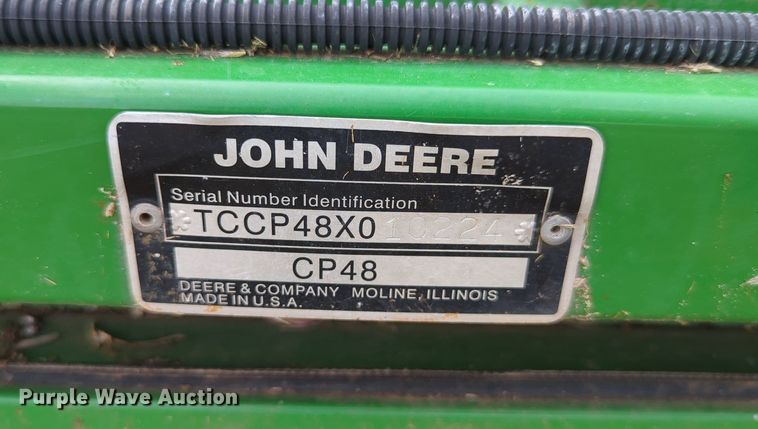 JOHN DEERE
Serial Number Identification
*TCCP48X010224*
CP48
DEERE & COMPANY MOLINE, ILLINOIS
MADE IN U.S.A.
Purple Wave Auction